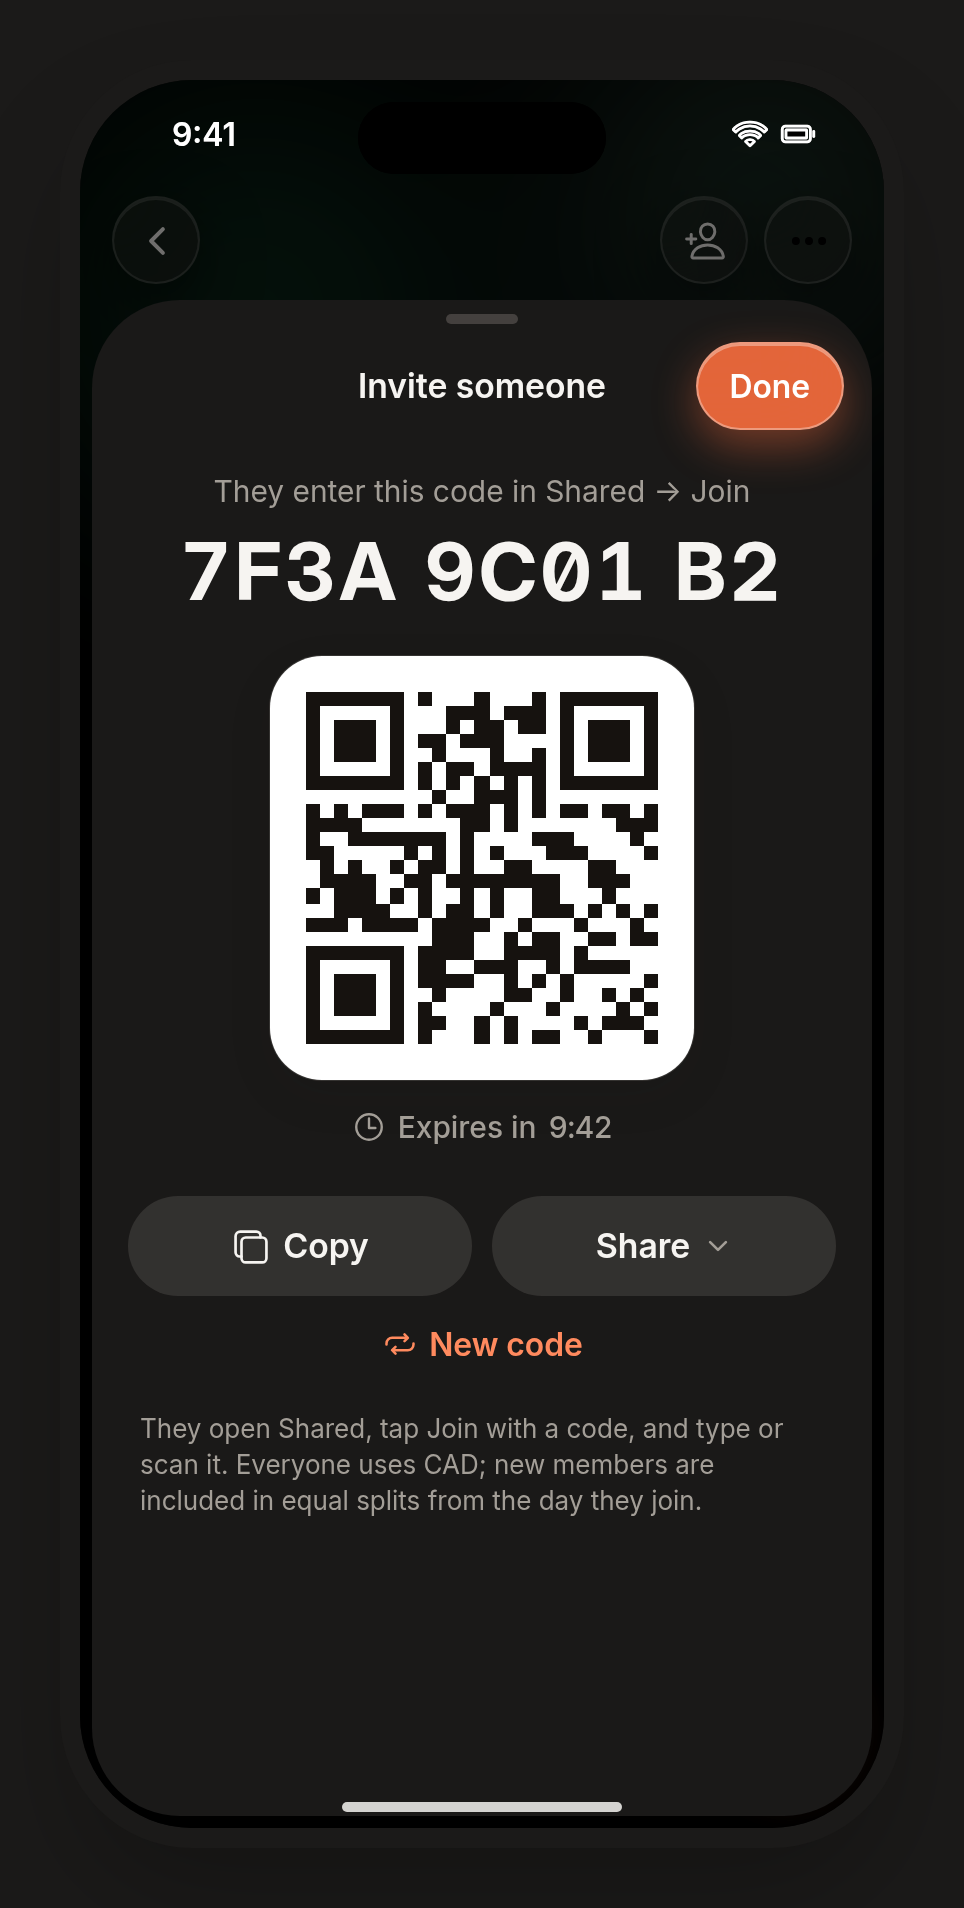 9:41
Invite someone
Done
They enter this code in Shared → Join
7F3A 9C01 B2
Expires in 9:42
Copy
Share
New code
They open Shared, tap Join with a code, and type or
scan it. Everyone uses CAD; new members are
included in equal splits from the day they join.